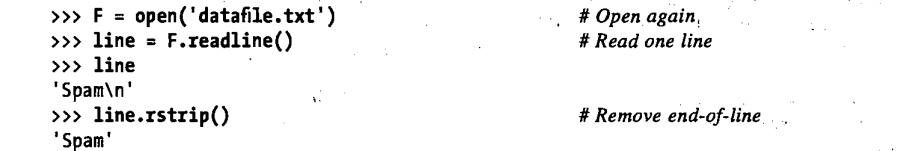 >>> F = open('datafile.txt') # Open again
>>> line = F.readline() # Read one line
>>> line
'Spam\n'
>>> line.rstrip() # Remove end-of-line
'Spam'